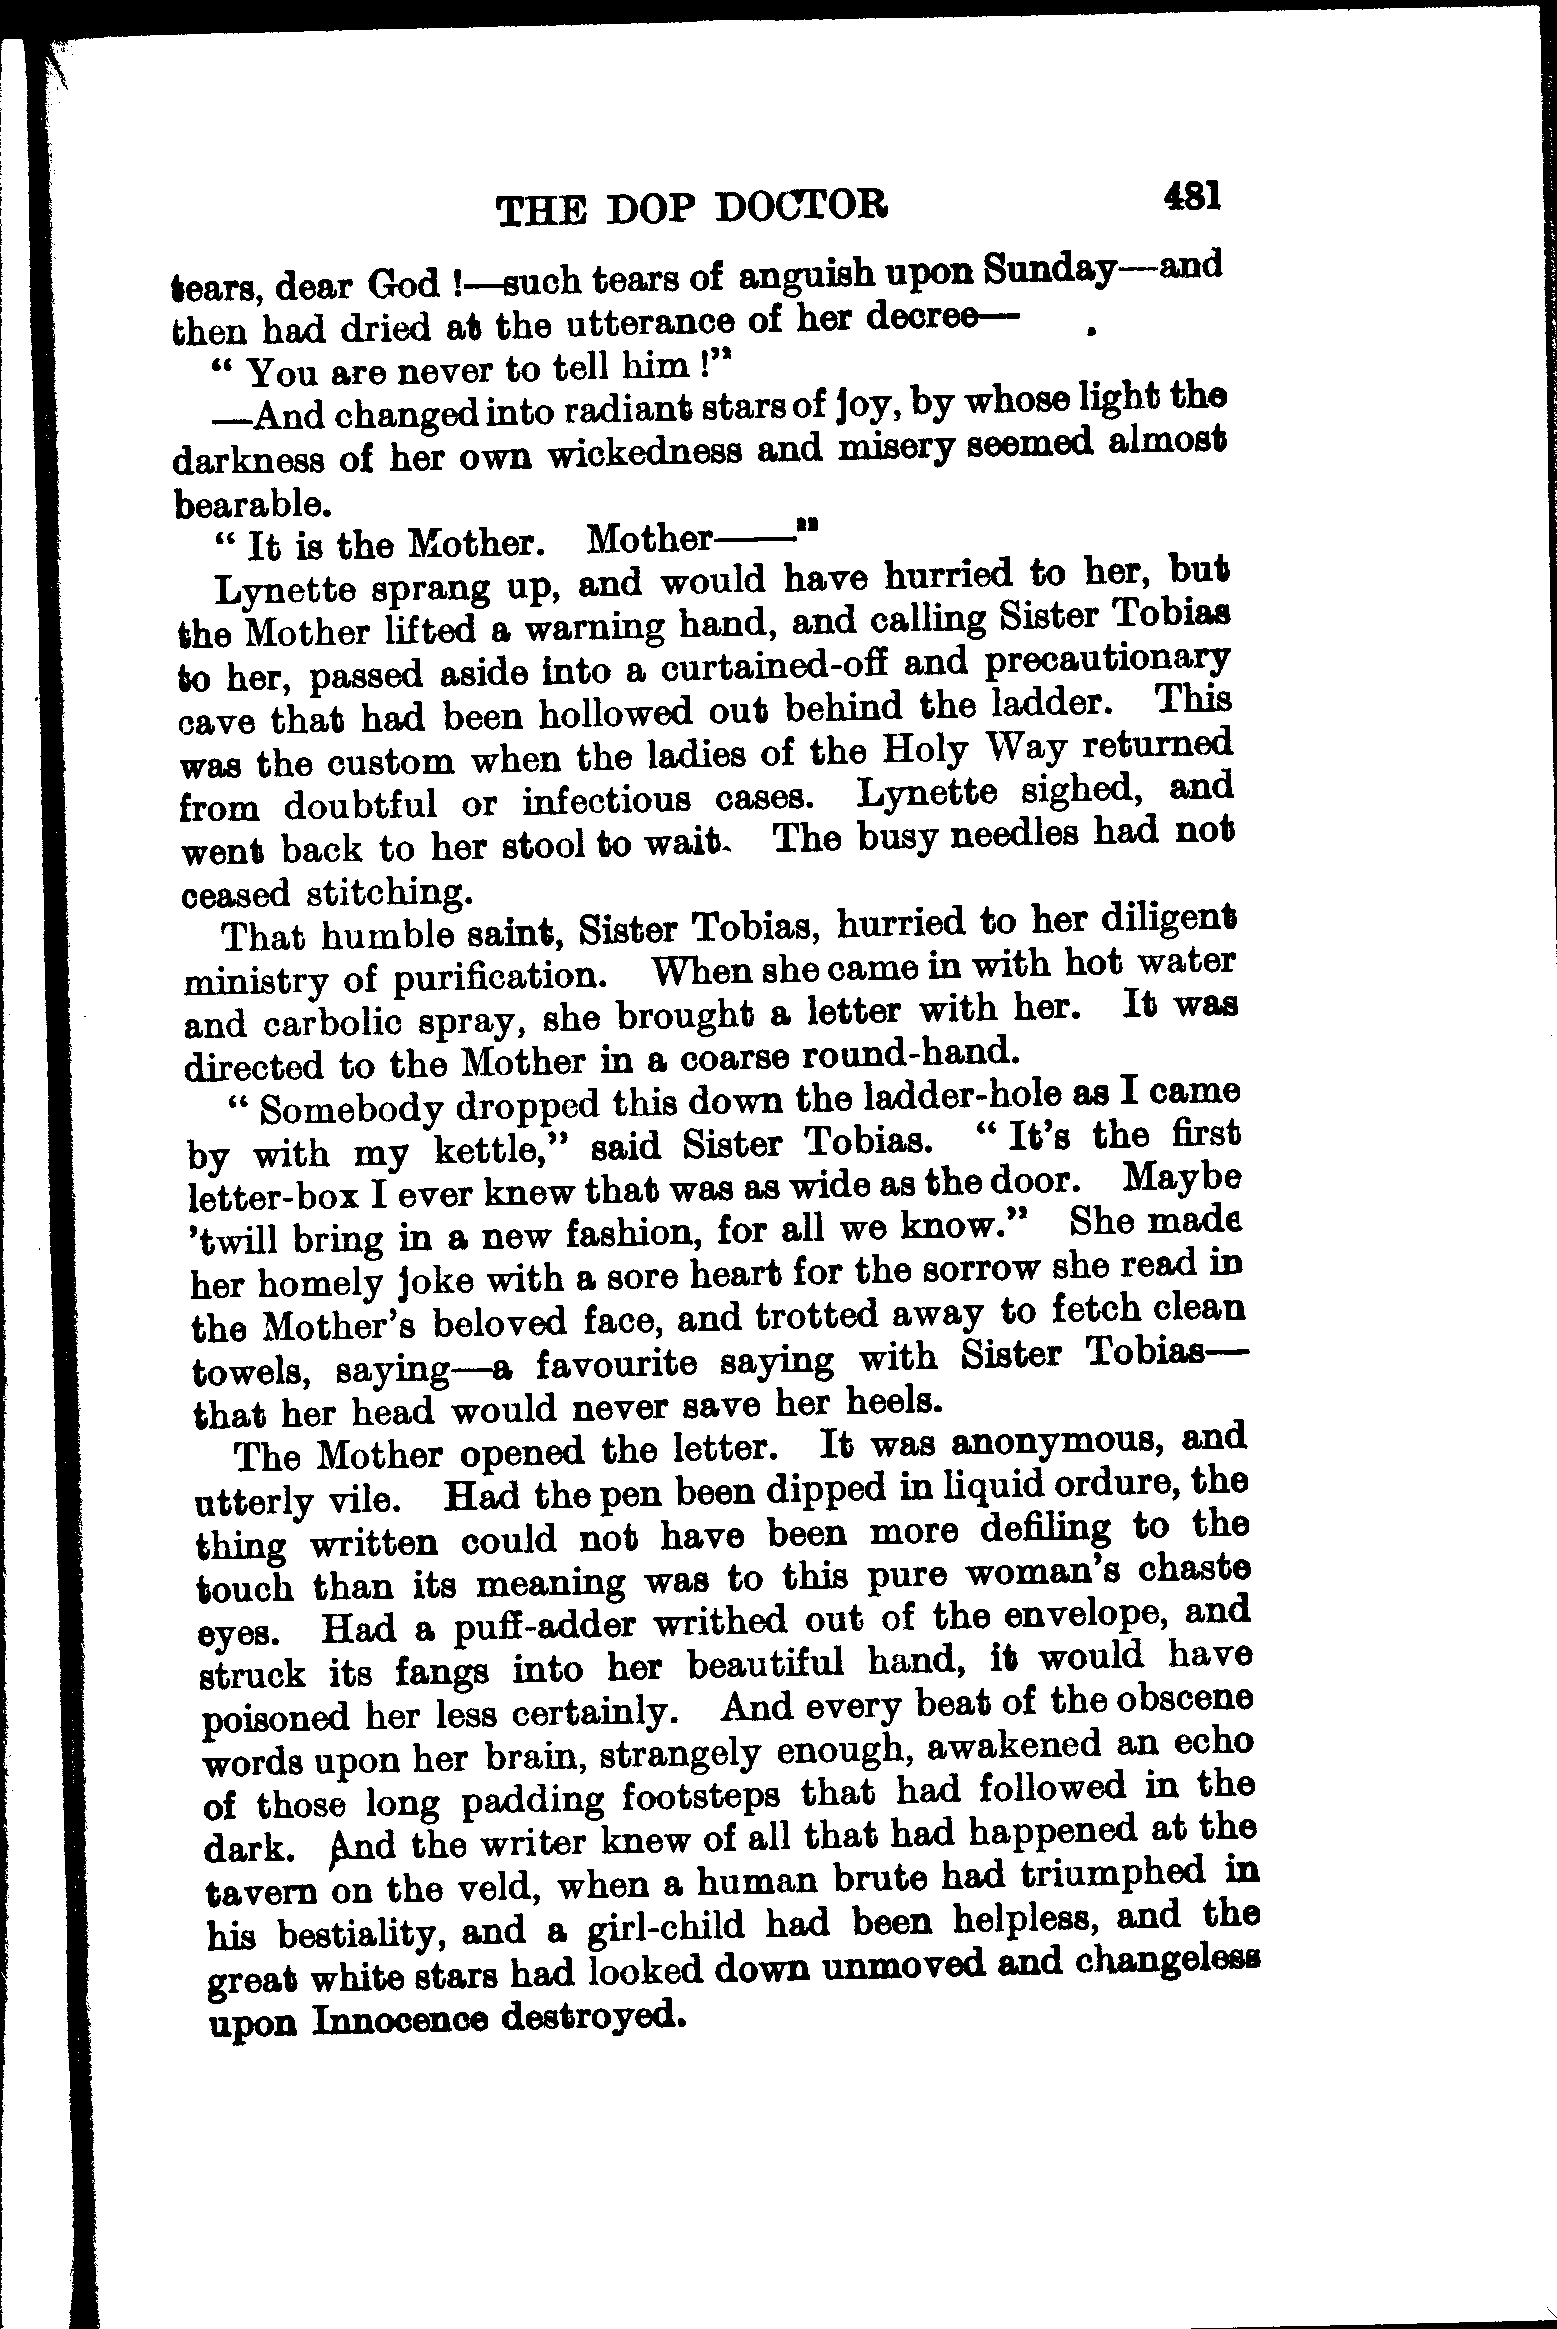 THE DOP DOCTOR 481
tears, dear God !—such tears of anguish upon Sunday—and
then had dried at the utterance of her decree—
“ You are never to tell him !”
—And changed into radiant stars of joy, by whose light the
darkness of her own wickedness and misery seemed almost
bearable.
“ It is the Mother. Mother——”
Lynette sprang up, and would have hurried to her, but
the Mother lifted a warning hand, and calling Sister Tobias
to her, passed aside into a curtained-off and precautionary
cave that had been hollowed out behind the ladder. This
was the custom when the ladies of the Holy Way returned
from doubtful or infectious cases. Lynette sighed, and
went back to her stool to wait. The busy needles had not
ceased stitching.
That humble saint, Sister Tobias, hurried to her diligent
ministry of purification. When she came in with hot water
and carbolic spray, she brought a letter with her. It was
directed to the Mother in a coarse round-hand.
“ Somebody dropped this down the ladder-hole as I came
by with my kettle,” said Sister Tobias. “ It’s the first
letter-box I ever knew that was as wide as the door. Maybe
’twill bring in a new fashion, for all we know.” She made
her homely joke with a sore heart for the sorrow she read in
the Mother’s beloved face, and trotted away to fetch clean
towels, saying—a favourite saying with Sister Tobias—
that her head would never save her heels.
The Mother opened the letter. It was anonymous, and
utterly vile. Had the pen been dipped in liquid ordure, the
thing written could not have been more defiling to the
touch than its meaning was to this pure woman’s chaste
eyes. Had a puff-adder writhed out of the envelope, and
struck its fangs into her beautiful hand, it would have
poisoned her less certainly. And every beat of the obscene
words upon her brain, strangely enough, awakened an echo
of those long padding footsteps that had followed in the
dark. And the writer knew of all that had happened at the
tavern on the veld, when a human brute had triumphed in
his bestiality, and a girl-child had been helpless, and the
great white stars had looked down unmoved and changeless
upon Innocence destroyed.